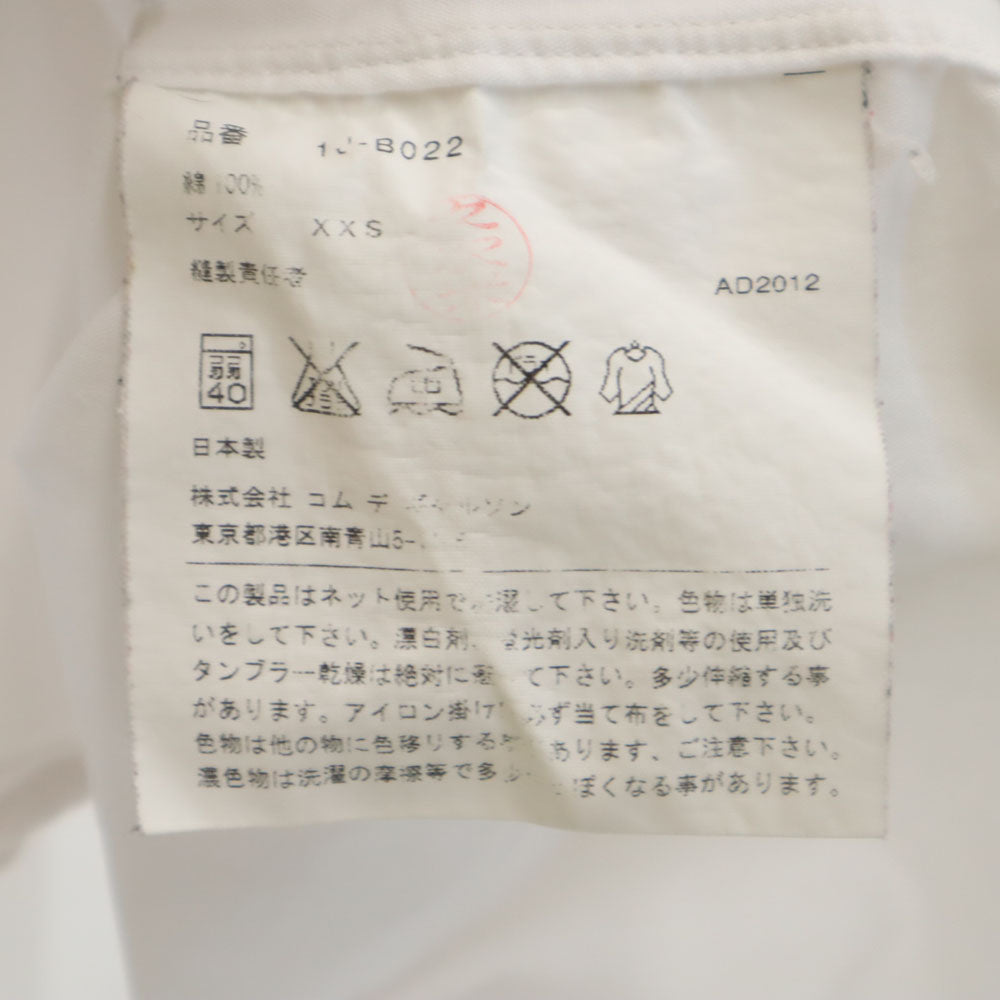 品番 1J-B022
綿 100%
サイズ XXS
縫製責任者
AD2012
弱
40
日本製
株式会社 コム デ ギャルソン
東京都港区南青山5-
この製品はネット使用で洗濯して下さい。色物は単独洗
いをして下さい。漂白剤、蛍光剤入り洗剤等の使用及び
タンブラー乾燥は絶対に避 て下さい。多少伸縮する事
があります。アイロン掛け 必ず当て布をして下さい。
色物は他の物に色移りする事 あります、ご注意下さい。
濃色物は洗濯の摩擦等で多少 っぽくなる事があります。